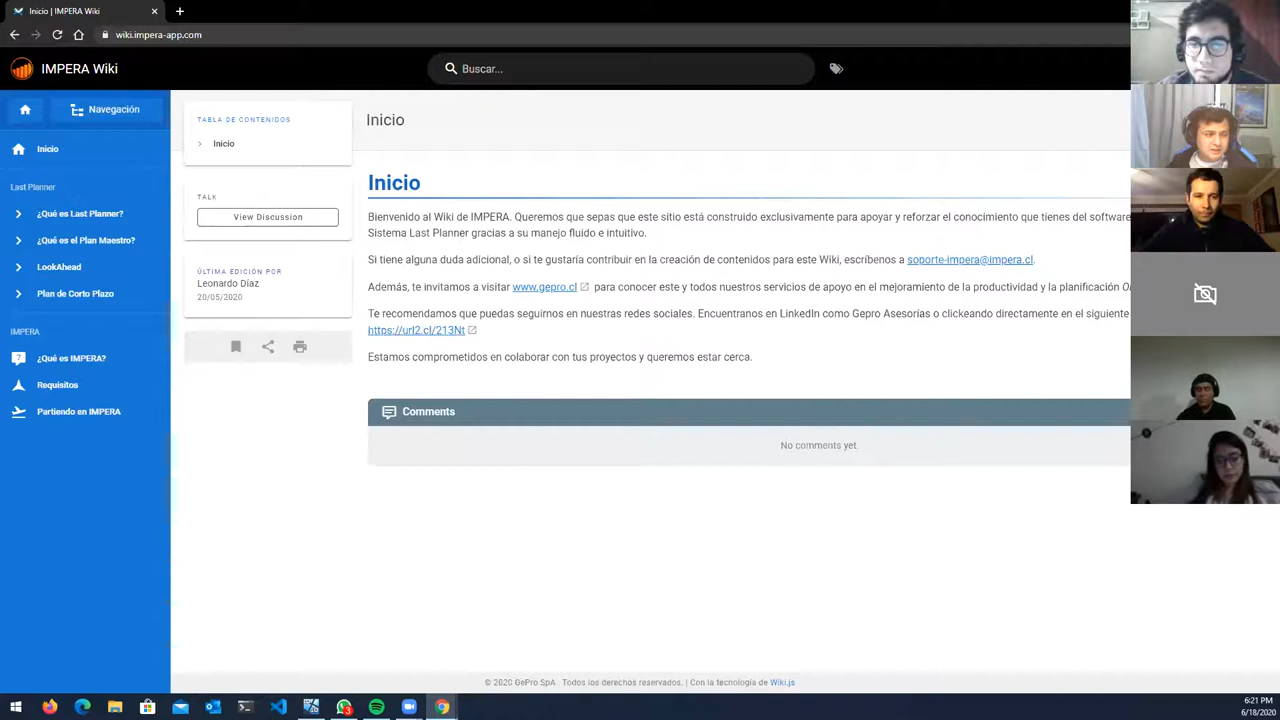 Inicio | IMPERA Wiki
wiki.impera-app.com
IMPERA Wiki
Buscar...
Navegación
Inicio
Last Planner
¿Qué es Last Planner?
¿Qué es el Plan Maestro?
LookAhead
Plan de Corto Plazo
IMPERA
¿Qué es IMPERA?
Requisitos
Partiendo en IMPERA
TABLA DE CONTENIDOS
Inicio
TALK
View Discussion
ÚLTIMA EDICIÓN POR
Leonardo Díaz
20/05/2020
Inicio
Inicio
Bienvenido al Wiki de IMPERA. Queremos que sepas que este sitio está construido exclusivamente para apoyar y reforzar el conocimiento que tienes del software
Sistema Last Planner gracias a su manejo fluido e intuitivo.
Si tiene alguna duda adicional, o si te gustaría contribuir en la creación de contenidos para este Wiki, escríbenos a soporte-impera@impera.cl.
Además, te invitamos a visitar www.gepro.cl para conocer este y todos nuestros servicios de apoyo en el mejoramiento de la productividad y la planificación
Te recomendamos que puedas seguirnos en nuestras redes sociales. Encuentranos en LinkedIn como Gepro Asesorías o clickeando directamente en el siguiente
https://url2.cl/213Nt
Estamos comprometidos en colaborar con tus proyectos y queremos estar cerca.
Comments
No comments yet.
© 2020 GePro SpA . Todos los derechos reservados. | Con la tecnología de Wiki.js
3
6:21 PM
6/18/2020